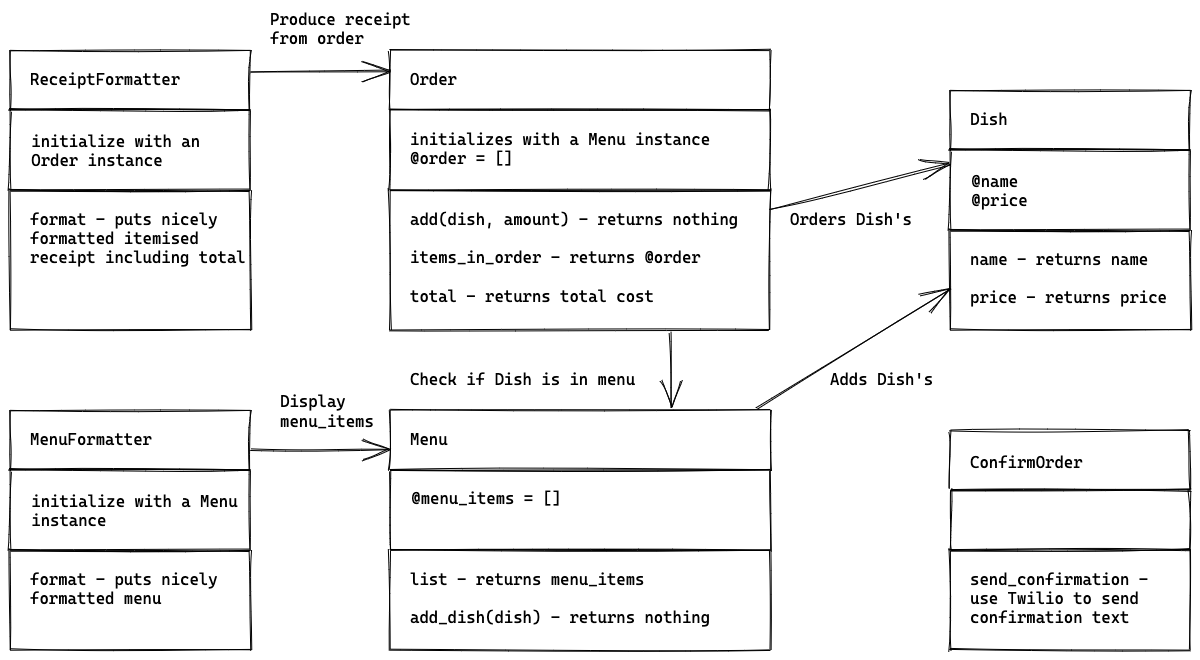 Produce receipt
from order
ReceiptFormatter
initialize with an
Order instance
format – puts nicely
formatted itemised
receipt including total
Order
initializes with a Menu instance
@order = []
add(dish, amount) – returns nothing
items_in_order – returns @order
total – returns total cost
Orders Dish's
Dish
@name
@price
name – returns name
price – returns price
Check if Dish is in menu
Adds Dish's
Display
menu_items
MenuFormatter
initialize with a Menu
instance
format – puts nicely
formatted menu
Menu
@menu_items = []
list – returns menu_items
add_dish(dish) – returns nothing
ConfirmOrder
send_confirmation –
use Twilio to send
confirmation text